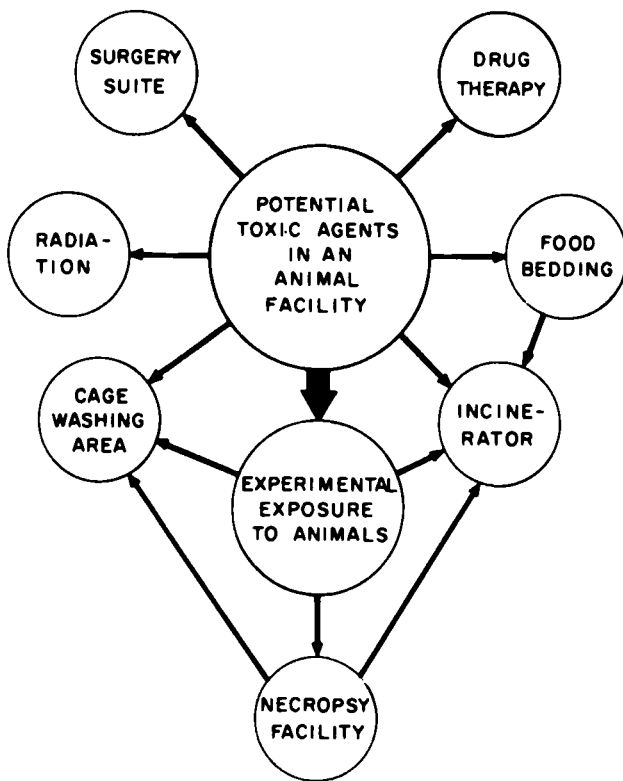 SURGERY
SUITE
DRUG
THERAPY
POTENTIAL
TOXIC AGENTS
IN AN
ANIMAL
FACILITY
RADIA-
TION
FOOD
BEDDING
CAGE
WASHING
AREA
INCINE-
RATOR
EXPERIMENTAL
EXPOSURE
TO ANIMALS
NECROPSY
FACILITY